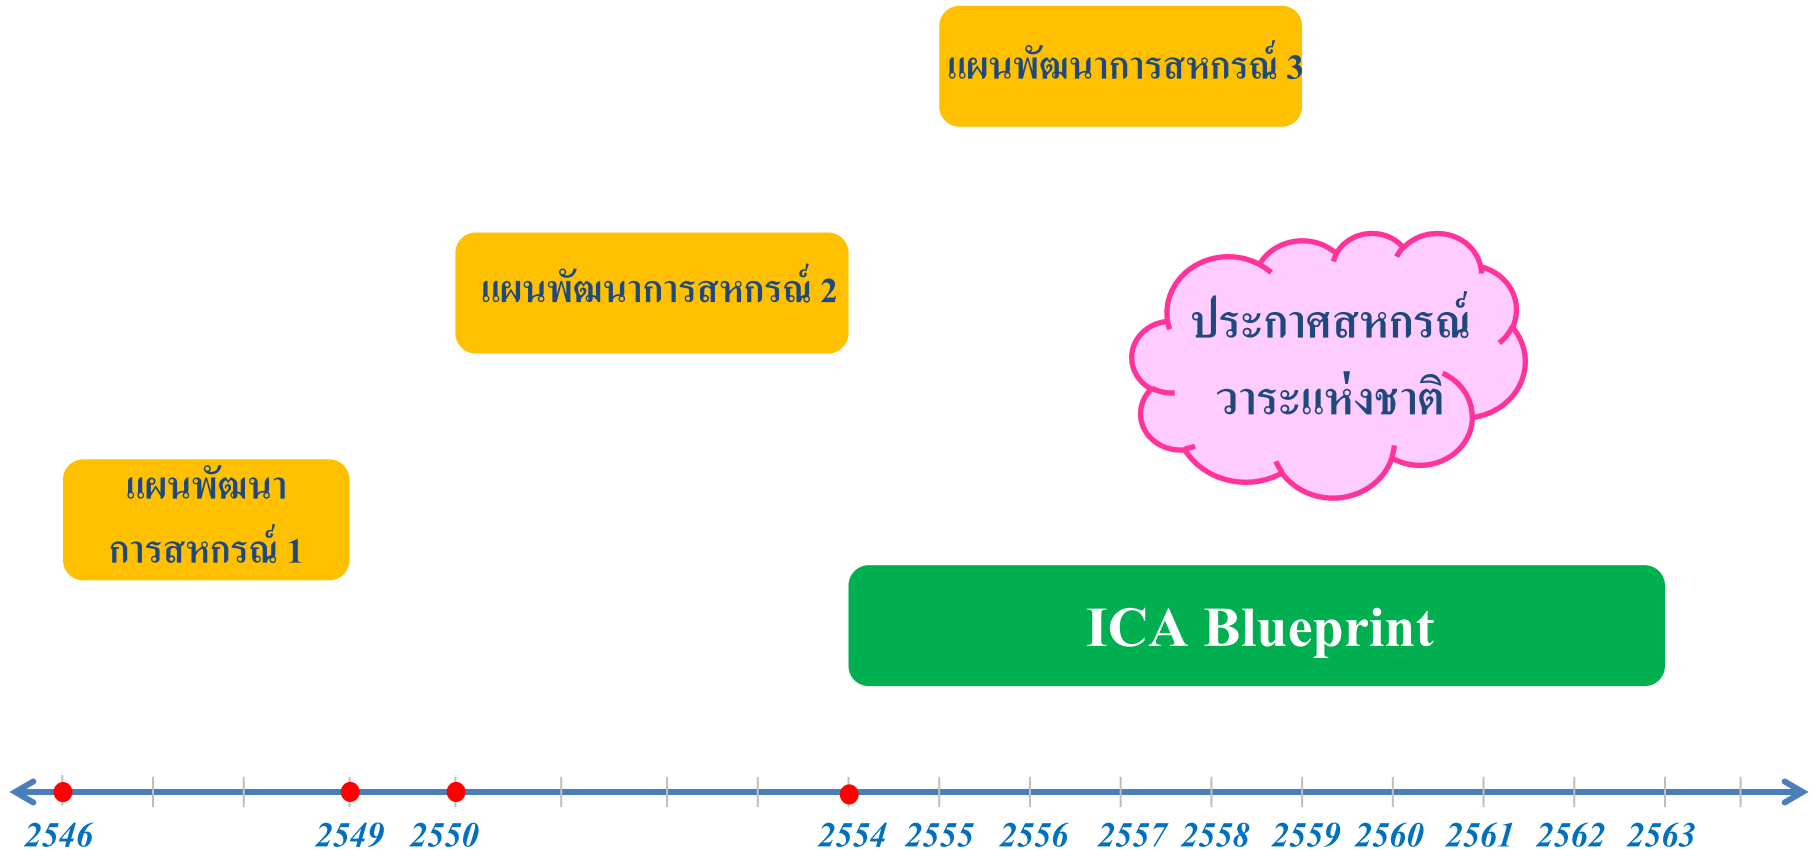 แผนพัฒนาการสหกรณ์ 3
แผนพัฒนาการสหกรณ์ 2
ประกาศสหกรณ์
วาระแห่งชาติ
แผนพัฒนา
การสหกรณ์ 1
ICA Blueprint
2546 2549 2550 2554 2555 2556 2557 2558 2559 2560 2561 2562 2563